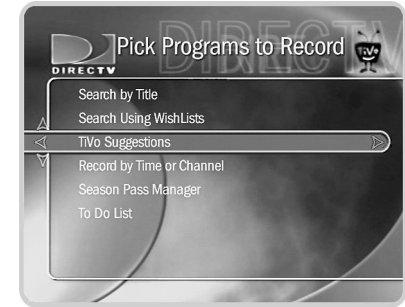 DIRECTV
Pick Programs to Record
TiVo
DIRECTV
Search by Title
Search Using WishLists
TiVo Suggestions
Record by Time or Channel
Season Pass Manager
To Do List